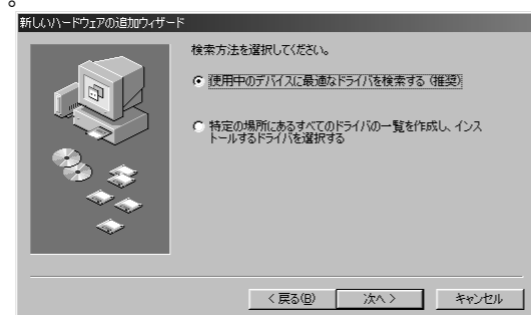 。
新しいハードウェアの追加ウィザード
検索方法を選択してください。
使用中のデバイスに最適なドライバを検索する (推奨)
特定の場所にあるすべてのドライバの一覧を作成し、インス
トールするドライバを選択する
< 戻る(B)
次へ >
キャンセル